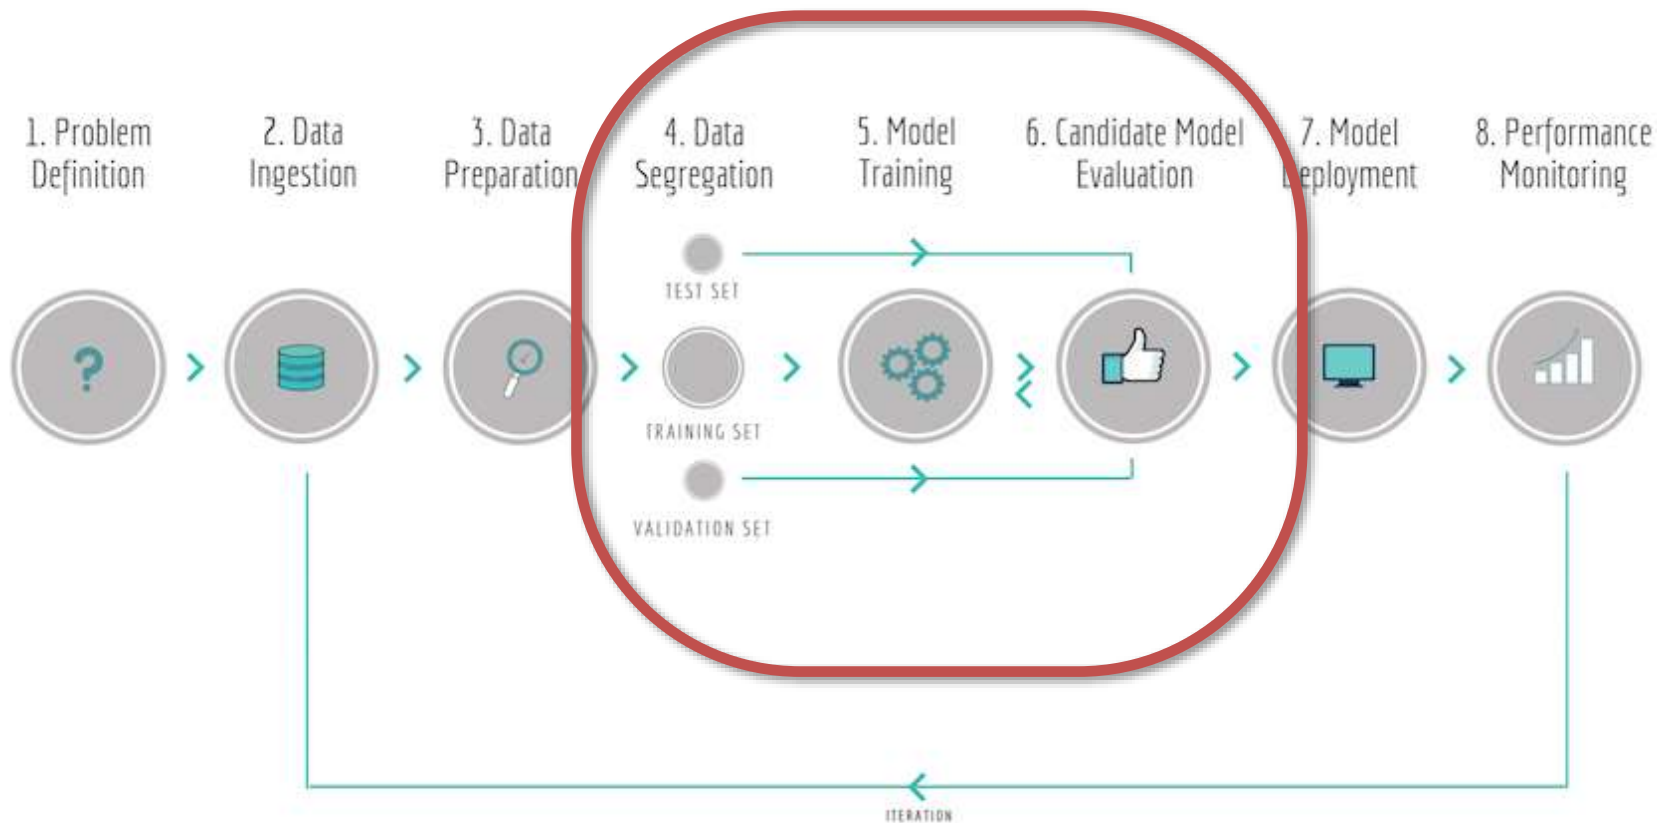 1. Problem
Definition
2. Data
Ingestion
3. Data
Preparation
4. Data
Segregation
5. Model
Training
6. Candidate Model
Evaluation
7. Model
Deployment
8. Performance
Monitoring
TEST SET
TRAINING SET
VALIDATION SET
ITERATION